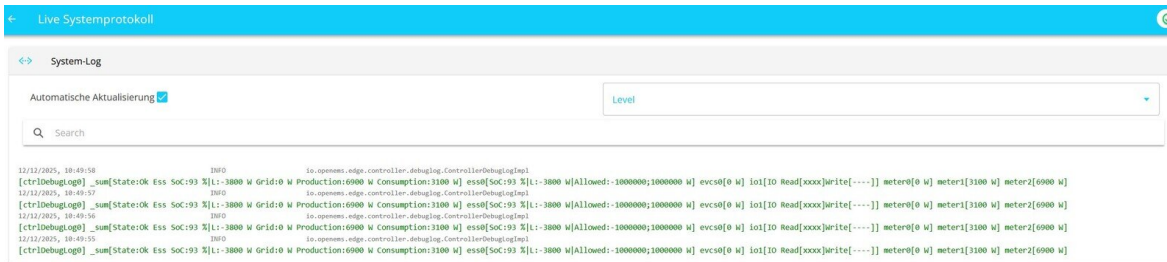 Live Systemprotokoll
System-Log
Automatische Aktualisierung
Level
Search
12/12/2025, 10:49:58 INFO io.openems.edge.controller.debuglog.ControllerDebugLogImpl
[ctrlDebugLog0] _sum[State:Ok Ess SoC:93 %|L:-3800 W Grid:0 W Production:6900 W Consumption:3100 W] ess0[SoC:93 %|L:-3800 W|Allowed:-1000000;1000000 W] evcs0[0 W] io1[IO Read[xxxx]Write[----]] meter0[0 W] meter1[3100 W] meter2[6900 W]
12/12/2025, 10:49:57 INFO io.openems.edge.controller.debuglog.ControllerDebugLogImpl
[ctrlDebugLog0] _sum[State:Ok Ess SoC:93 %|L:-3800 W Grid:0 W Production:6900 W Consumption:3100 W] ess0[SoC:93 %|L:-3800 W|Allowed:-1000000;1000000 W] evcs0[0 W] io1[IO Read[xxxx]Write[----]] meter0[0 W] meter1[3100 W] meter2[6900 W]
12/12/2025, 10:49:56 INFO io.openems.edge.controller.debuglog.ControllerDebugLogImpl
[ctrlDebugLog0] _sum[State:Ok Ess SoC:93 %|L:-3800 W Grid:0 W Production:6900 W Consumption:3100 W] ess0[SoC:93 %|L:-3800 W|Allowed:-1000000;1000000 W] evcs0[0 W] io1[IO Read[xxxx]Write[----]] meter0[0 W] meter1[3100 W] meter2[6900 W]
12/12/2025, 10:49:55 INFO io.openems.edge.controller.debuglog.ControllerDebugLogImpl
[ctrlDebugLog0] _sum[State:Ok Ess SoC:93 %|L:-3800 W Grid:0 W Production:6900 W Consumption:3100 W] ess0[SoC:93 %|L:-3800 W|Allowed:-1000000;1000000 W] evcs0[0 W] io1[IO Read[xxxx]Write[----]] meter0[0 W] meter1[3100 W] meter2[6900 W]